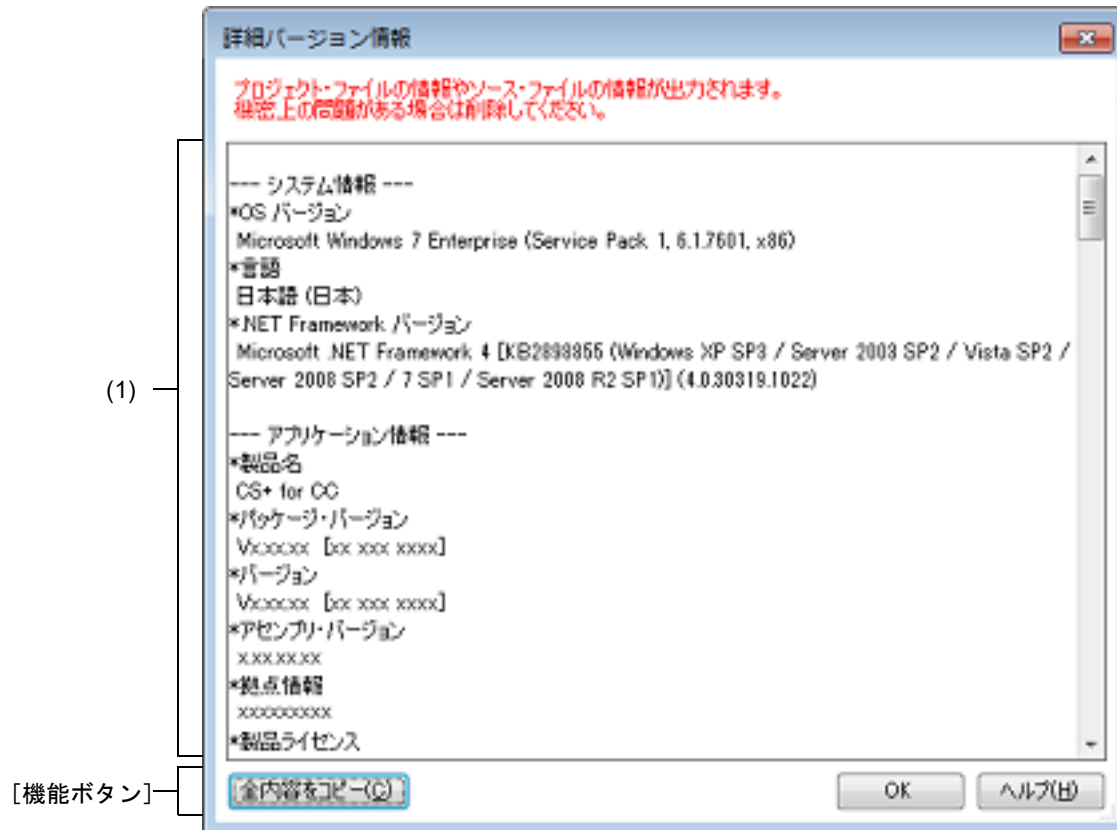 詳細バージョン情報
プロジェクト・ファイルの情報やソース・ファイルの情報が出力されます。
機密上の問題がある場合は削除してください。
--- システム情報 ---
*OS バージョン
Microsoft Windows 7 Enterprise (Service Pack 1, 6.1.7601, x86)
*言語
日本語 (日本)
*.NET Framework バージョン
Microsoft .NET Framework 4 [KB2898855 (Windows XP SP3 / Server 2003 SP2 / Vista SP2 /
Server 2008 SP2 / 7 SP1 / Server 2008 R2 SP1)] (4.0.30319.1022)
(1)
--- アプリケーション情報 ---
*製品名
CS+ for CC
*パッケージ・バージョン
Vx.xx.xx [xx xxx xxxx]
*バージョン
Vx.xx.xx [xx xxx xxxx]
*アセンブリ・バージョン
x.xx.xx.xx
*拠点情報
xxxxxxxxx
*製品ライセンス
[機能ボタン]
全内容をコピー(C)
OK
ヘルプ(H)